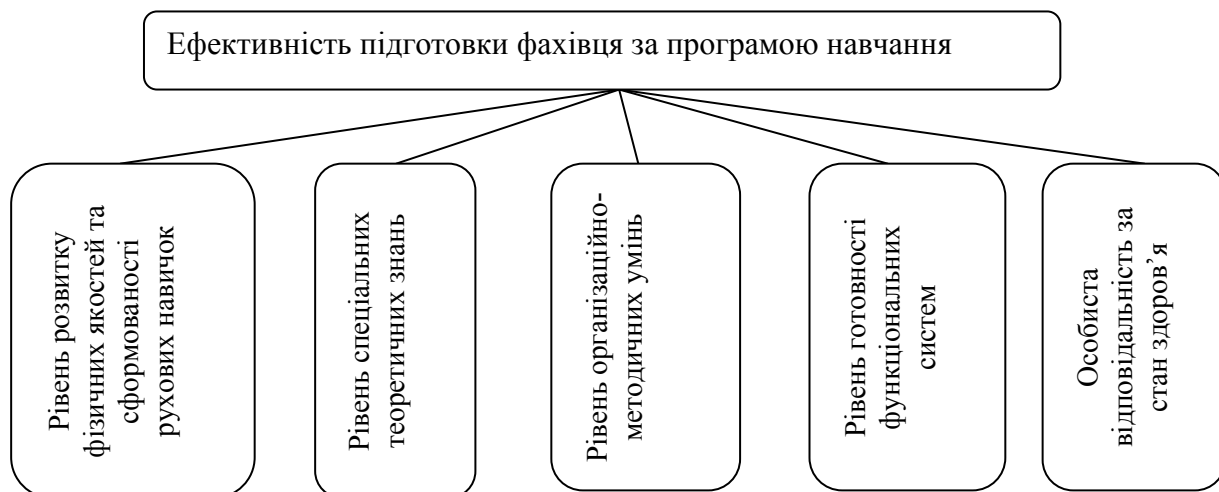 Ефективність підготовки фахівця за програмою навчання
Рівень розвитку
фізичних якостей та
сформованості
рухових навичок
Рівень спеціальних
теоретичних знань
Рівень організаційно-
методичних умінь
Рівень готовності
функціональних
систем
Особиста
відповідальність за
стан здоров’я